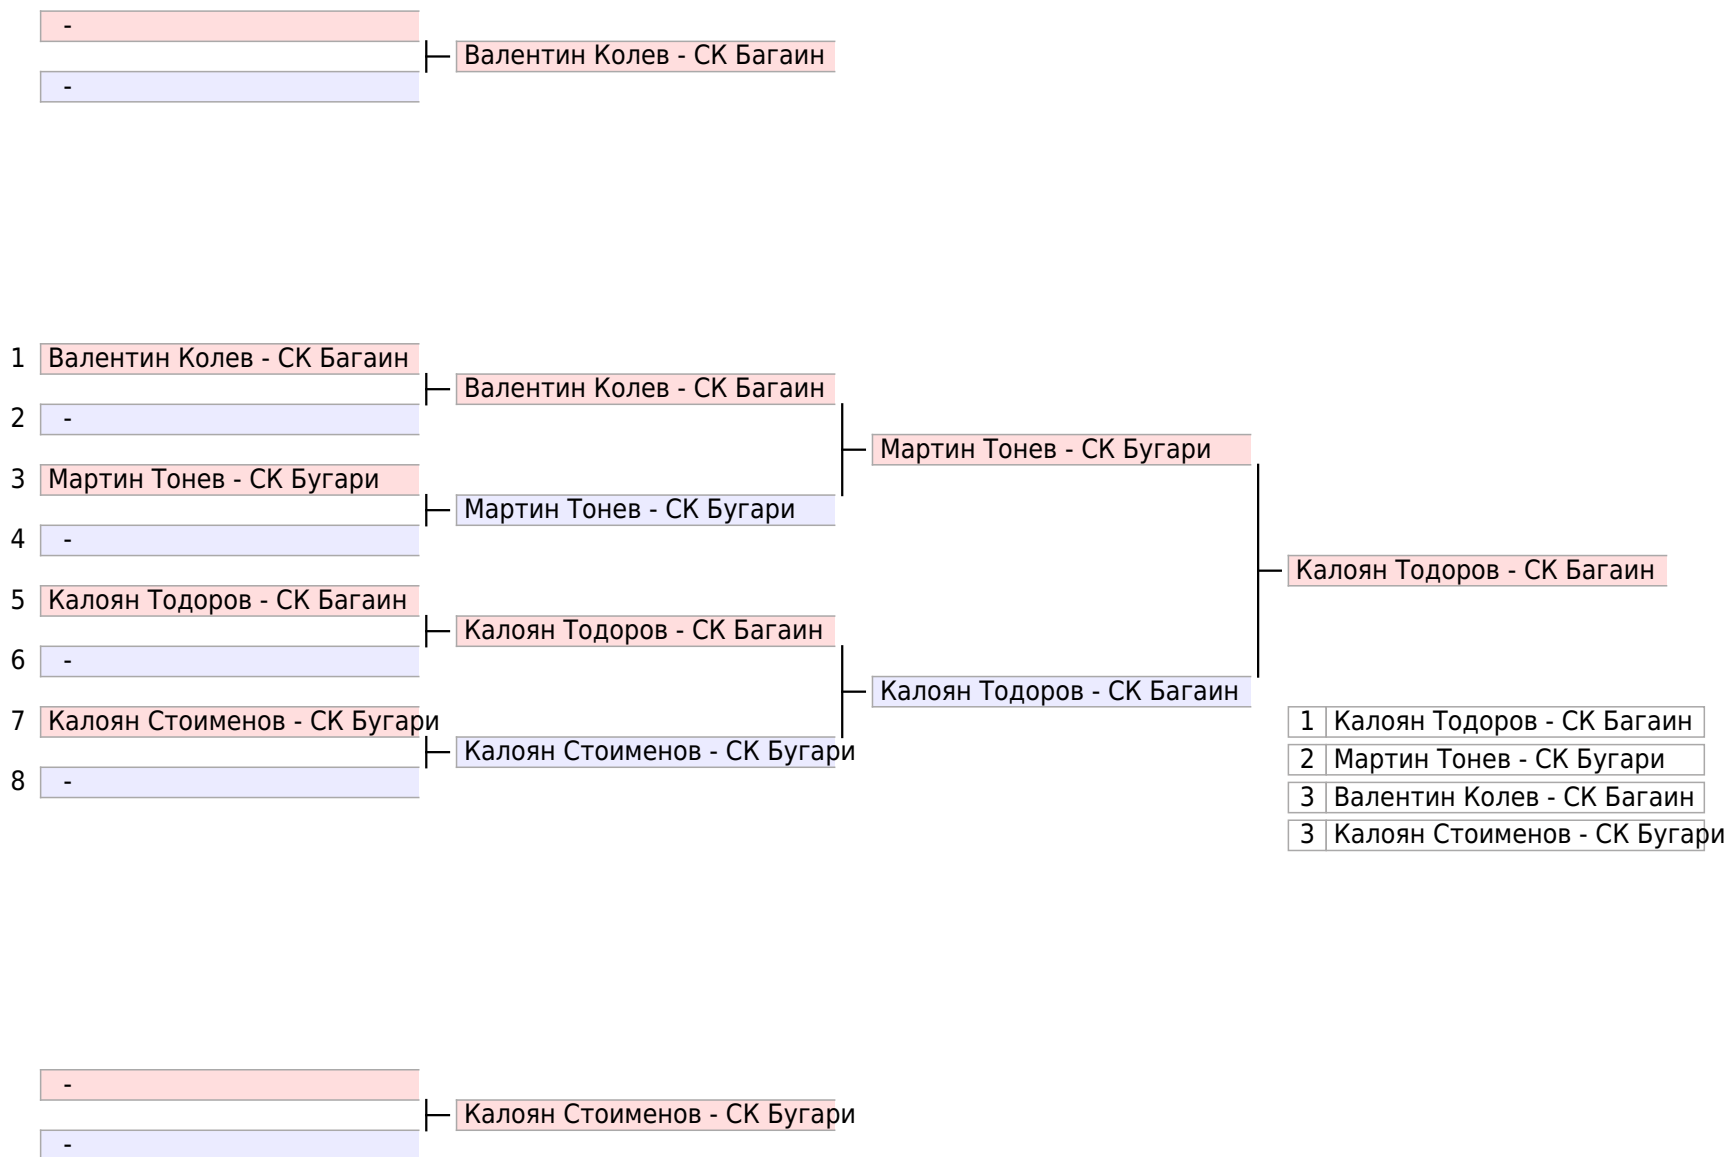 -
Валентин Колев - СК Багаин
-
1 Валентин Колев - СК Багаин
Валентин Колев - СК Багаин
2 -
Мартин Тонев - СК Бугари
3 Мартин Тонев - СК Бугари
Мартин Тонев - СК Бугари
4 -
Калоян Тодоров - СК Багаин
5 Калоян Тодоров - СК Багаин
Калоян Тодоров - СК Багаин
6 -
Калоян Тодоров - СК Багаин
7 Калоян Стоименов - СК Бугари
Калоян Стоименов - СК Бугари
8 -
1 Калоян Тодоров - СК Багаин
2 Мартин Тонев - СК Бугари
3 Валентин Колев - СК Багаин
3 Калоян Стоименов - СК Бугари
-
Калоян Стоименов - СК Бугари
-